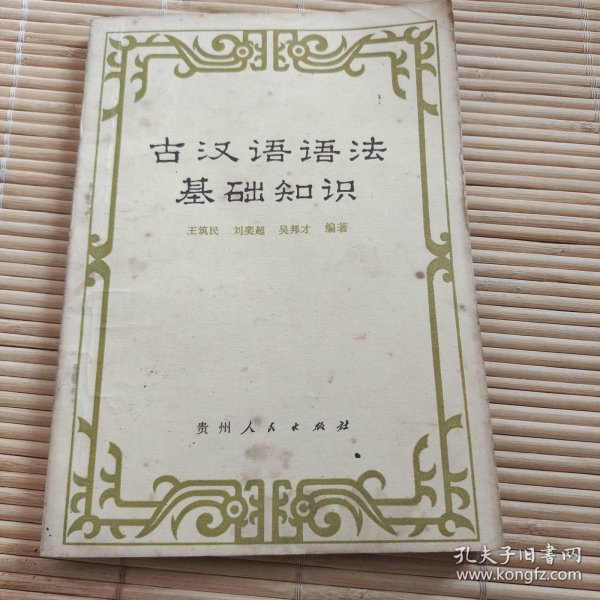 古汉语语法
基础知识
王筑民 刘奕超 吴邦才 编著
贵州人民出版社
孔夫子旧书网
www.kongfz.com